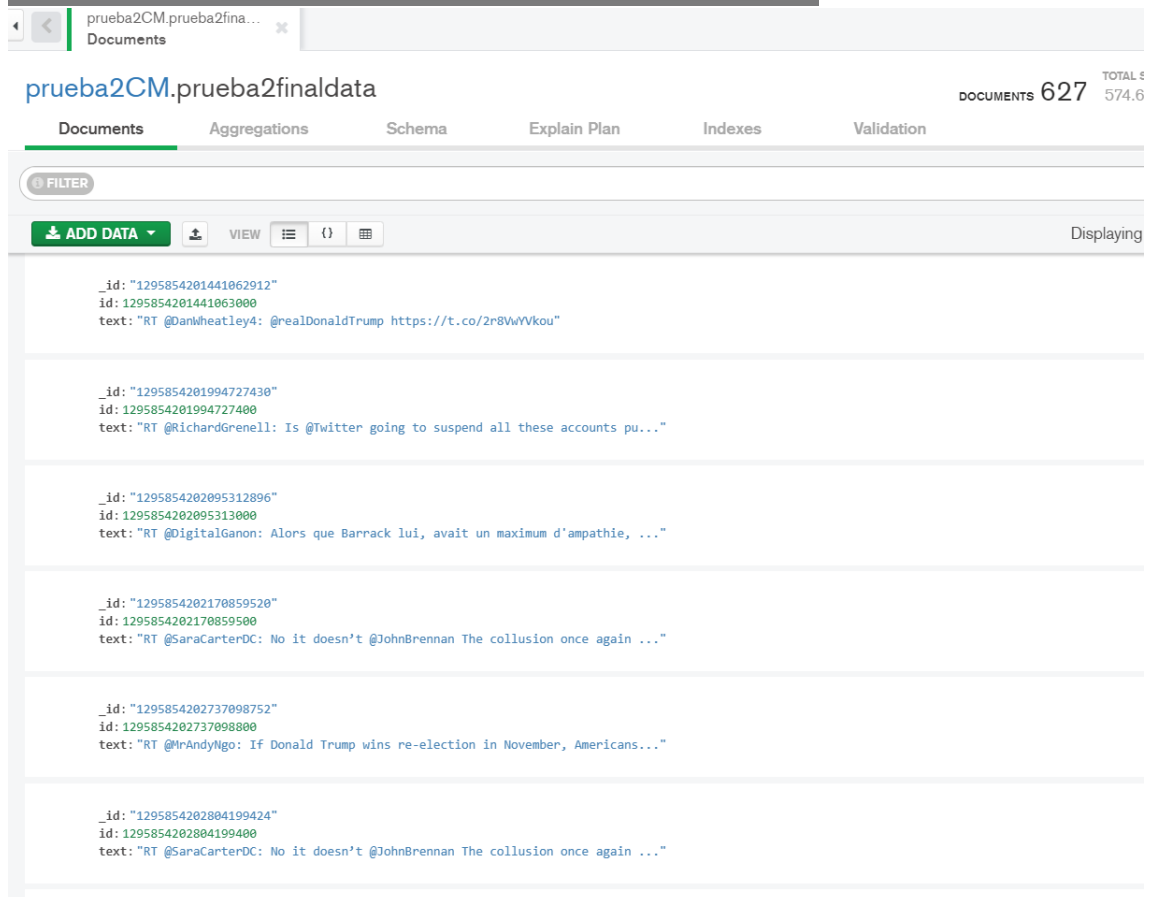 prueba2CM.prueba2fina...
Documents
prueba2CM.prueba2finaldata
DOCUMENTS 627
TOTAL S
574.6
Documents Aggregations Schema Explain Plan Indexes Validation
FILTER
ADD DATA VIEW {} Displaying
_id: "1295854201441062912"
id: 1295854201441063000
text: "RT @DanWheatley4: @realDonaldTrump https://t.co/2r8VwYVkou"
_id: "1295854201994727430"
id: 1295854201994727400
text: "RT @RichardGrenell: Is @Twitter going to suspend all these accounts pu..."
_id: "1295854202095312896"
id: 1295854202095313000
text: "RT @DigitalGanon: Alors que Barrack lui, avait un maximum d'ampathie, ..."
_id: "1295854202170859520"
id: 1295854202170859500
text: "RT @SaraCarterDC: No it doesn’t @JohnBrennan The collusion once again ..."
_id: "1295854202737098752"
id: 1295854202737098800
text: "RT @MrAndyNgo: If Donald Trump wins re-election in November, Americans..."
_id: "1295854202804199424"
id: 1295854202804199400
text: "RT @SaraCarterDC: No it doesn’t @JohnBrennan The collusion once again ..."